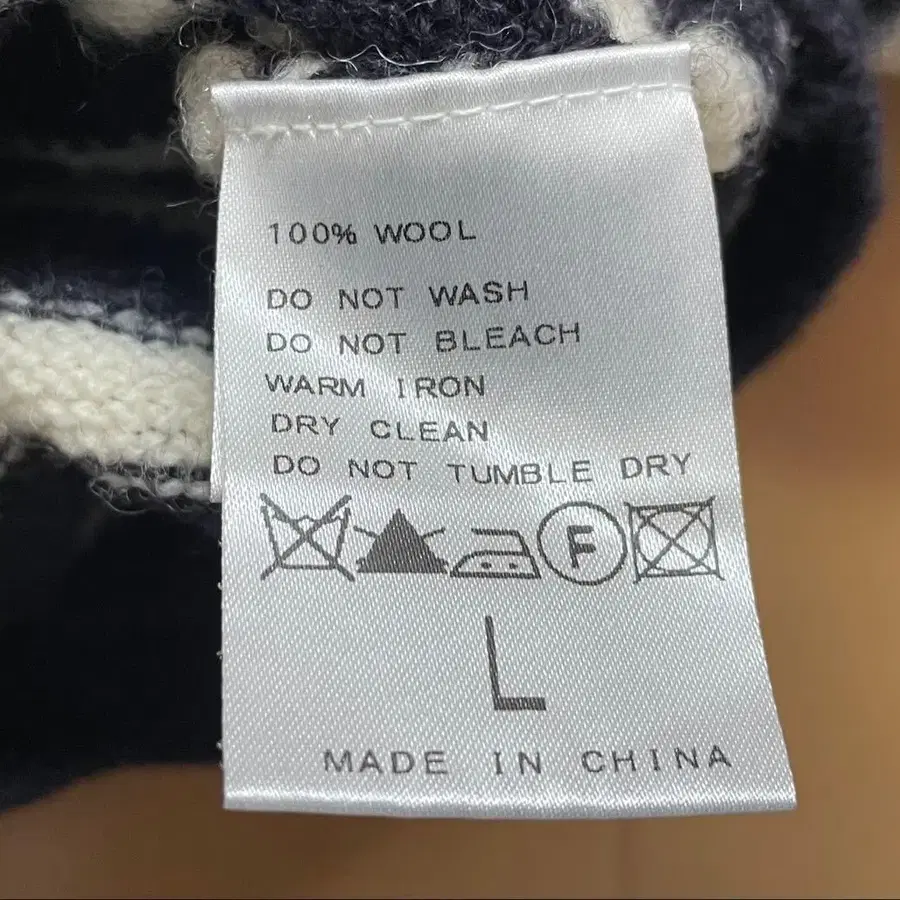 100% WOOL
DO NOT WASH
DO NOT BLEACH
WARM IRON
DRY CLEAN
DO NOT TUMBLE DRY
F
L
MADE IN CHINA